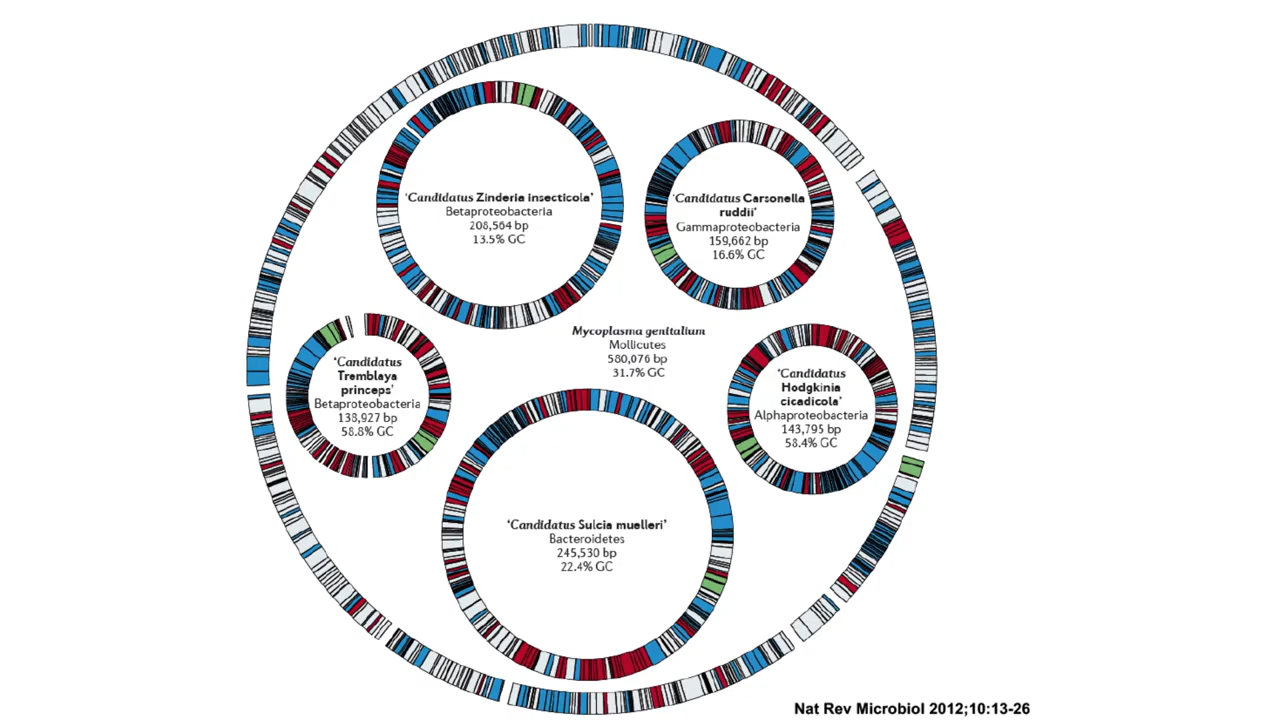 ‘Candidatus Zinderia insecticola’
Betaproteobacteria
208,564 bp
13.5% GC
‘Candidatus Carsonella
ruddii’
Gammaproteobacteria
159,662 bp
16.6% GC
Mycoplasma genitalium
Mollicutes
580,076 bp
31.7% GC
‘Candidatus
Tremblaya
princeps’
Betaproteobacteria
138,927 bp
58.8% GC
‘Candidatus
Hodgkinia
cicadicola’
Alphaproteobacteria
143,795 bp
58.4% GC
‘Candidatus Sulcia muelleri’
Bacteroidetes
245,530 bp
22.4% GC
Nat Rev Microbiol 2012;10:13-26